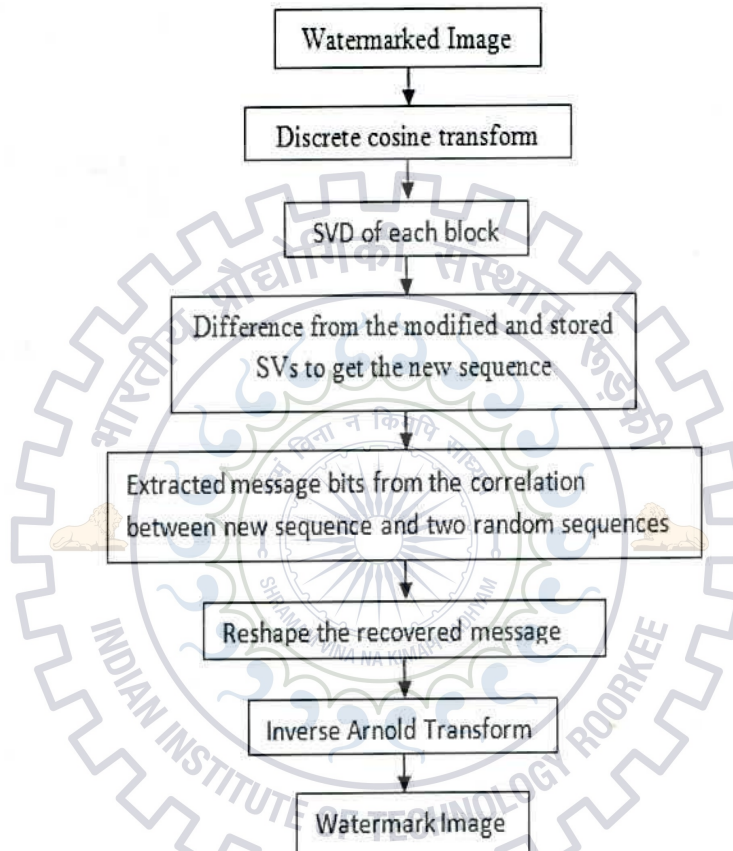 Watermarked Image
Discrete cosine transform
SVD of each block
Difference from the modified and stored
SVs to get the new sequence
Extracted message bits from the correlation
between new sequence and two random sequences
Reshape the recovered message
Inverse Arnold Transform
Watermark Image
INDIAN INSTITUTE OF TECHNOLOGY ROORKEE